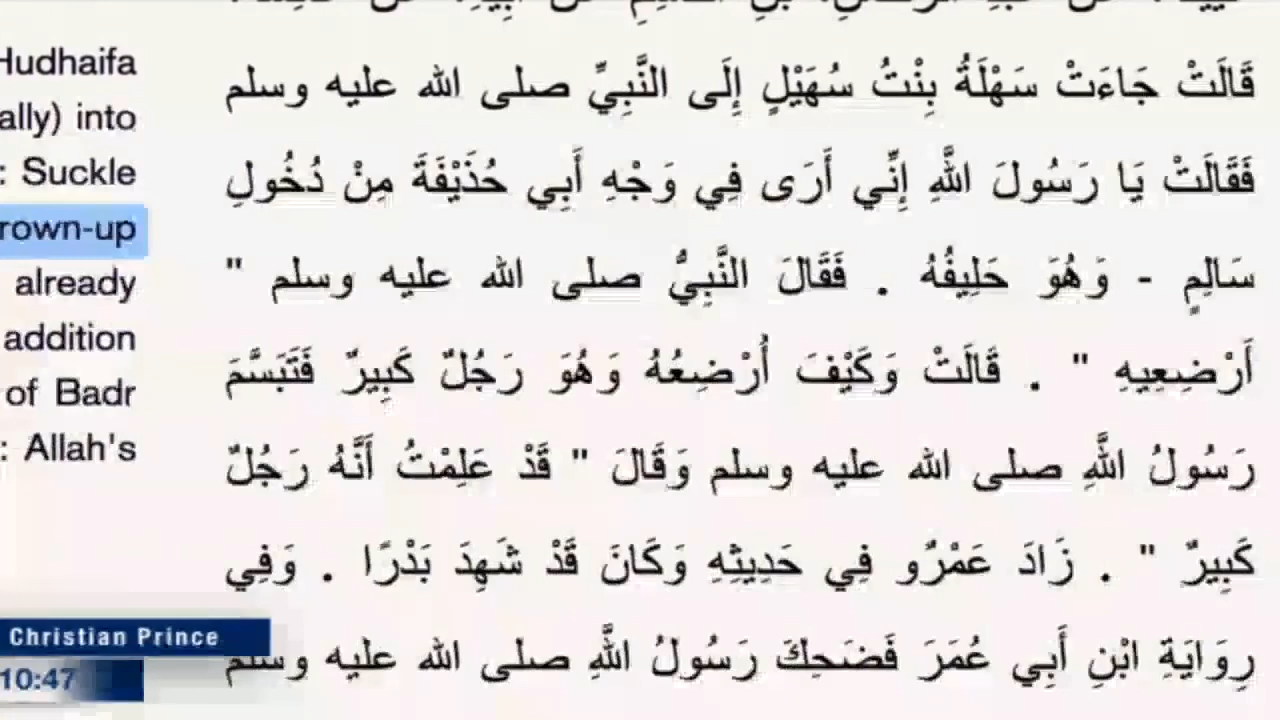 Hudhaifa
ally) into
: Suckle
rown-up
already
addition
of Badr
: Allah's
قَالَتْ جَاءَتْ سَهْلَةُ بِنْتُ سُهَيْلٍ إِلَى النَّبِيِّ صلى الله عليه وسلم
فَقَالَتْ يَا رَسُولَ اللَّهِ إِنِّي أَرَى فِي وَجْهِ أَبِي حُذَيْفَةَ مِنْ دُخُولِ
سَالِمٍ - وَهُوَ حَلِيفُهُ . فَقَالَ النَّبِيُّ صلى الله عليه وسلم "
أَرْضِعِيهِ " . قَالَتْ وَكَيْفَ أُرْضِعُهُ وَهُوَ رَجُلٌ كَبِيرٌ فَتَبَسَّمَ
رَسُولُ اللَّهِ صلى الله عليه وسلم وَقَالَ " قَدْ عَلِمْتُ أَنَّهُ رَجُلٌ
كَبِيرٌ " . زَادَ عَمْرٌو فِي حَدِيثِهِ وَكَانَ قَدْ شَهِدَ بَدْرًا . وَفِي
رِوَايَةِ ابْنِ أَبِي عُمَرَ فَضَحِكَ رَسُولُ اللَّهِ صلى الله عليه وسلم
Christian Prince
10:47